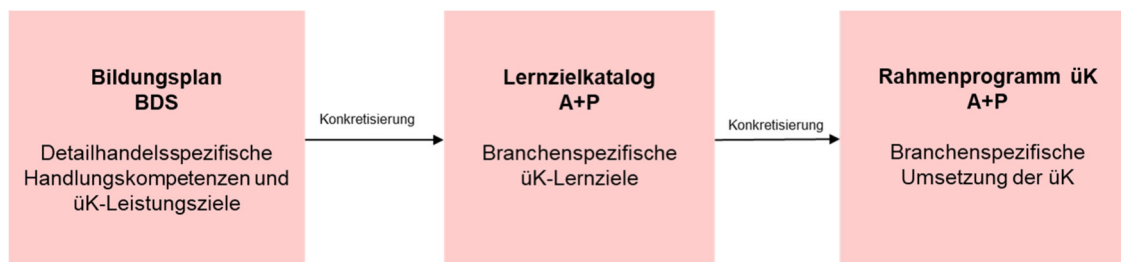 Bildungsplan
BDS
Detailhandelsspezifische
Handlungskompetenzen und
üK-Leistungsziele
Konkretisierung
Lernzielkatalog
A+P
Branchenspezifische
üK-Lernziele
Konkretisierung
Rahmenprogramm üK
A+P
Branchenspezifische
Umsetzung der üK